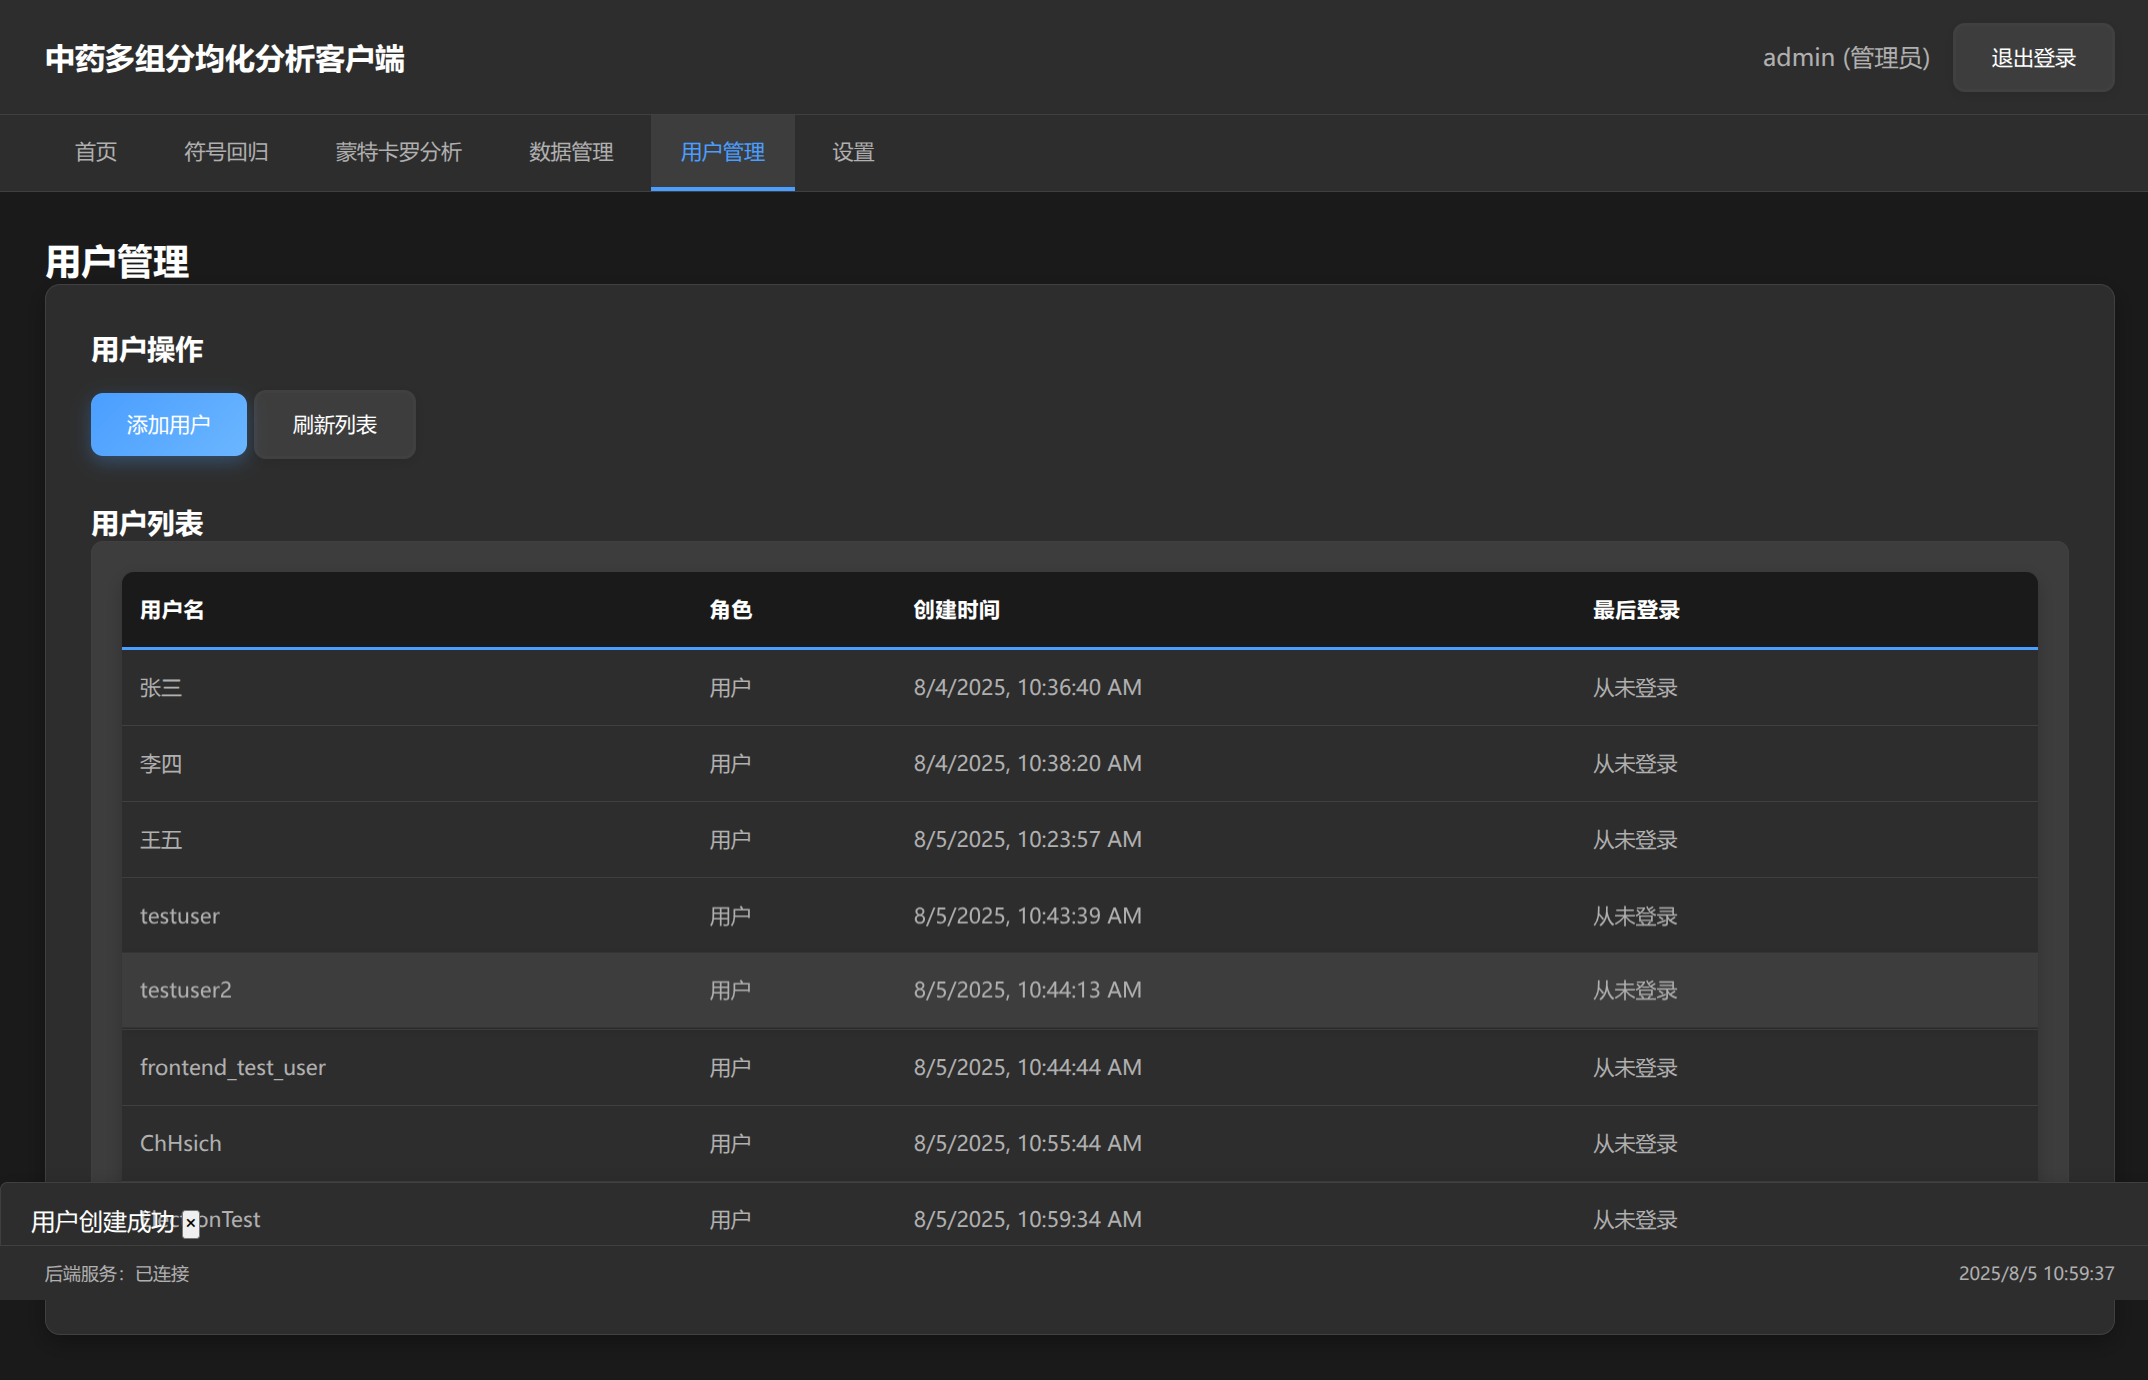 中药多组分均化分析客户端
admin (管理员)
退出登录
首页
符号回归
蒙特卡罗分析
数据管理
用户管理
设置
用户管理
用户操作
添加用户
刷新列表
用户列表
用户名 角色 创建时间 最后登录
张三 用户 8/4/2025, 10:36:40 AM 从未登录
李四 用户 8/4/2025, 10:38:20 AM 从未登录
王五 用户 8/5/2025, 10:23:57 AM 从未登录
testuser 用户 8/5/2025, 10:43:39 AM 从未登录
testuser2 用户 8/5/2025, 10:44:13 AM 从未登录
frontend_test_user 用户 8/5/2025, 10:44:44 AM 从未登录
ChHsich 用户 8/5/2025, 10:55:44 AM 从未登录
用户创建成功 ×
用户 8/5/2025, 10:59:34 AM 从未登录
后端服务：已连接
2025/8/5 10:59:37